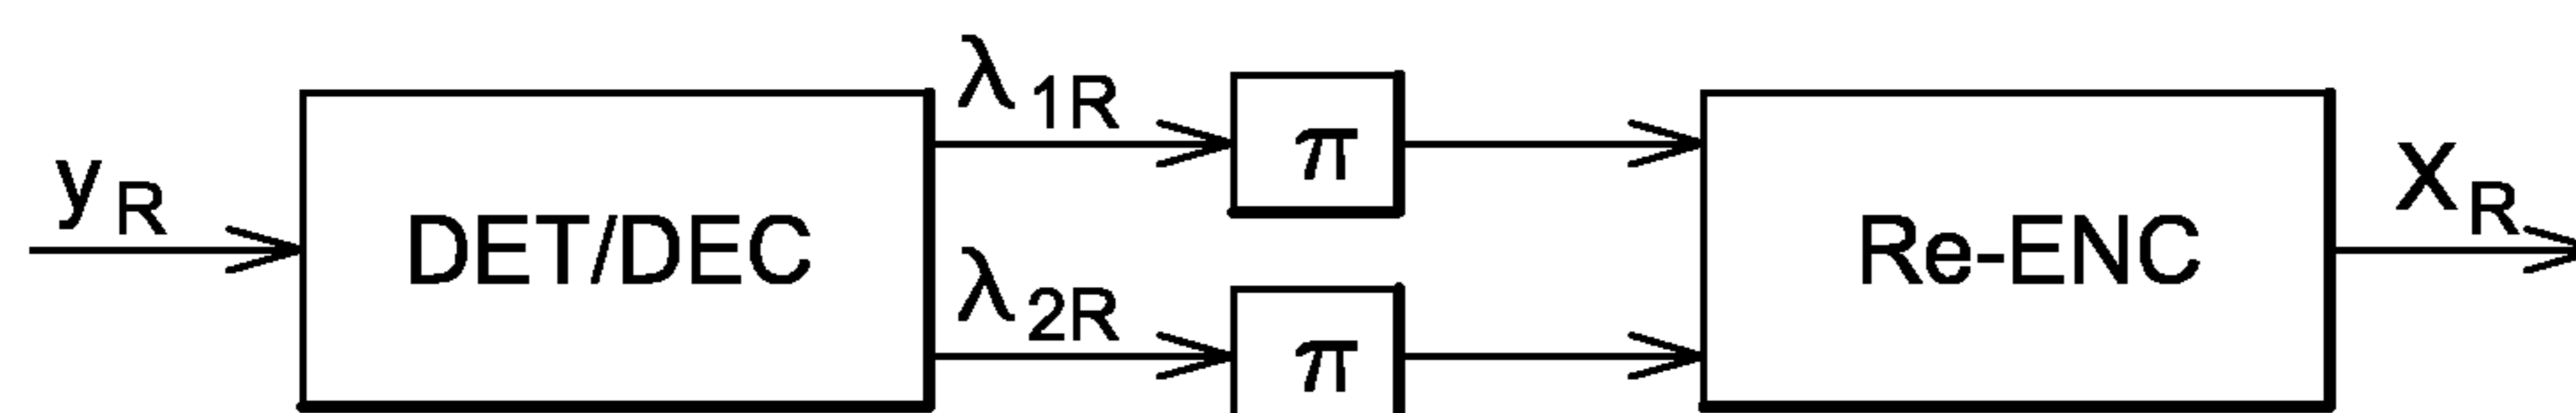 λ1R
π
yR
DET/DEC
Re-ENC
XR
λ2R
π